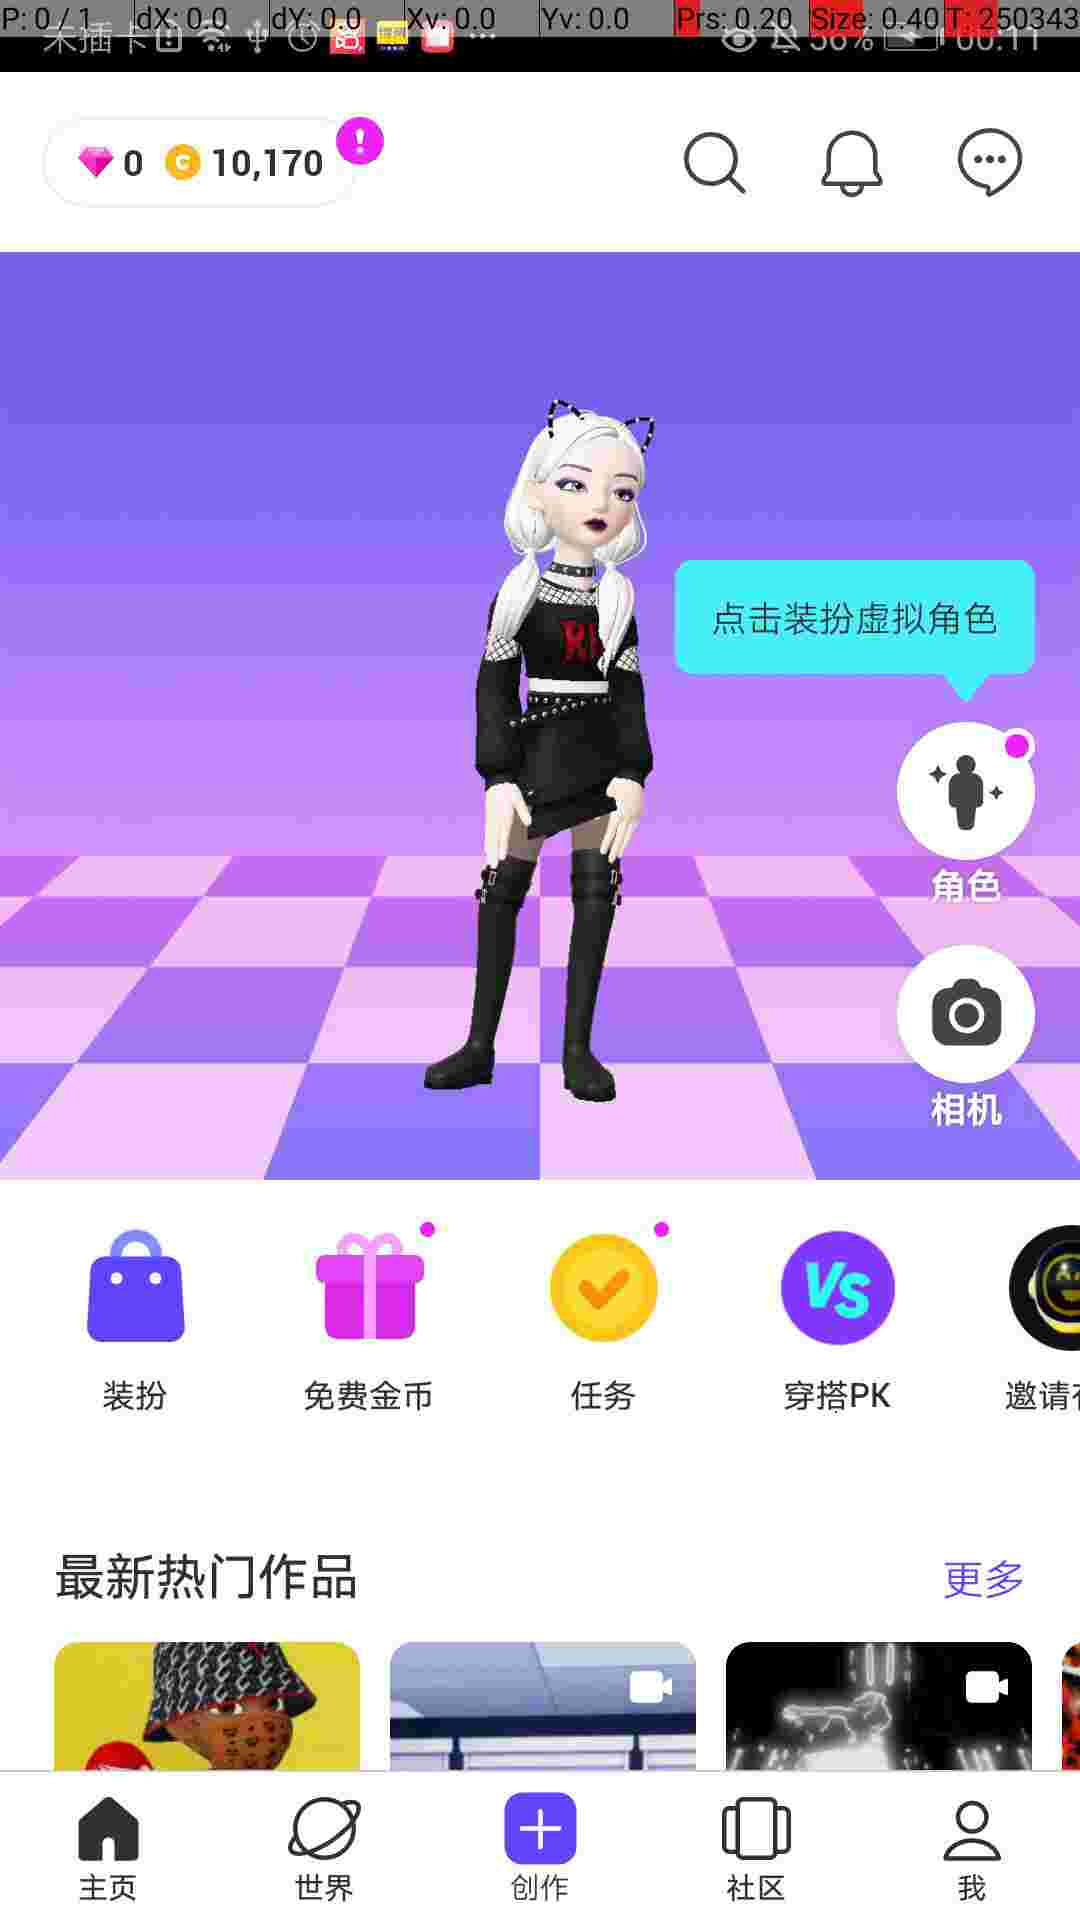 P: 0 / 1 dX: 0.0 dY: 0.0 Xv: 0.0 Yv: 0.0 Prs: 0.20 Size: 0.40 T: 250343
未插卡 56% 00:11
0 C 10,170
点击装扮虚拟角色
角色
相机
VS
装扮 免费金币 任务 穿搭PK 邀请
最新热门作品 更多
主页 世界 创作 社区 我